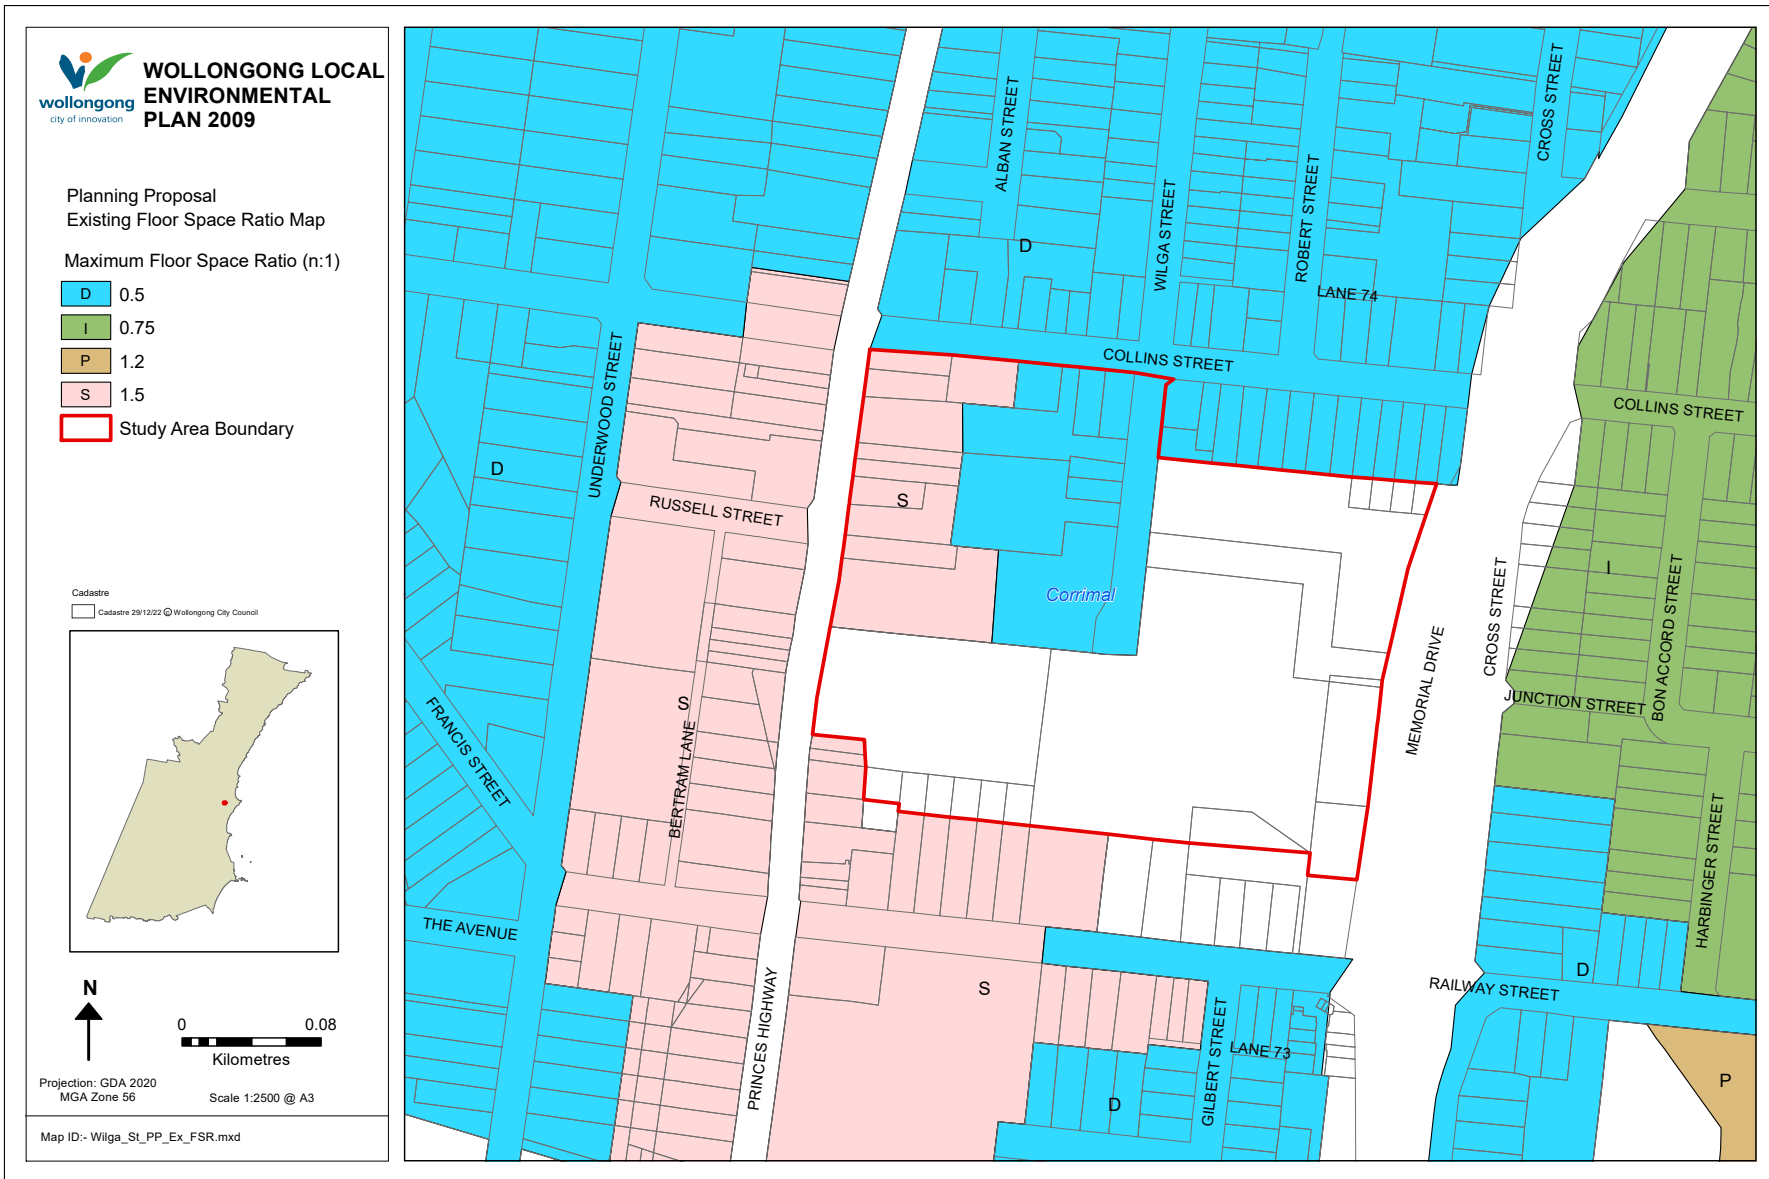 wollongong
city of innovation
WOLLONGONG LOCAL
ENVIRONMENTAL
PLAN 2009
Planning Proposal
Existing Floor Space Ratio Map
Maximum Floor Space Ratio (n:1)
D 0.5
I 0.75
P 1.2
S 1.5
Study Area Boundary
Cadastre
Cadastre 29/12/22 © Wollongong City Council
N
0 0.08
Kilometres
Projection: GDA 2020
MGA Zone 56
Scale 1:2500 @ A3
Map ID:- Wilga_St_PP_Ex_FSR.mxd
ALBAN STREET
WILGA STREET
ROBERT STREET
CROSS STREET
D
LANE 74
COLLINS STREET
UNDERWOOD STREET
D
RUSSELL STREET
S
COLLINS STREET
I
Corrimal
CROSS STREET
BON ACCORD STREET
MEMORIAL DRIVE
JUNCTION STREET
FRANCIS STREET
S
BERTRAM LANE
HARBINGER STREET
THE AVENUE
PRINCES HIGHWAY
S
D
RAILWAY STREET
GILBERT STREET
LANE 73
D
P